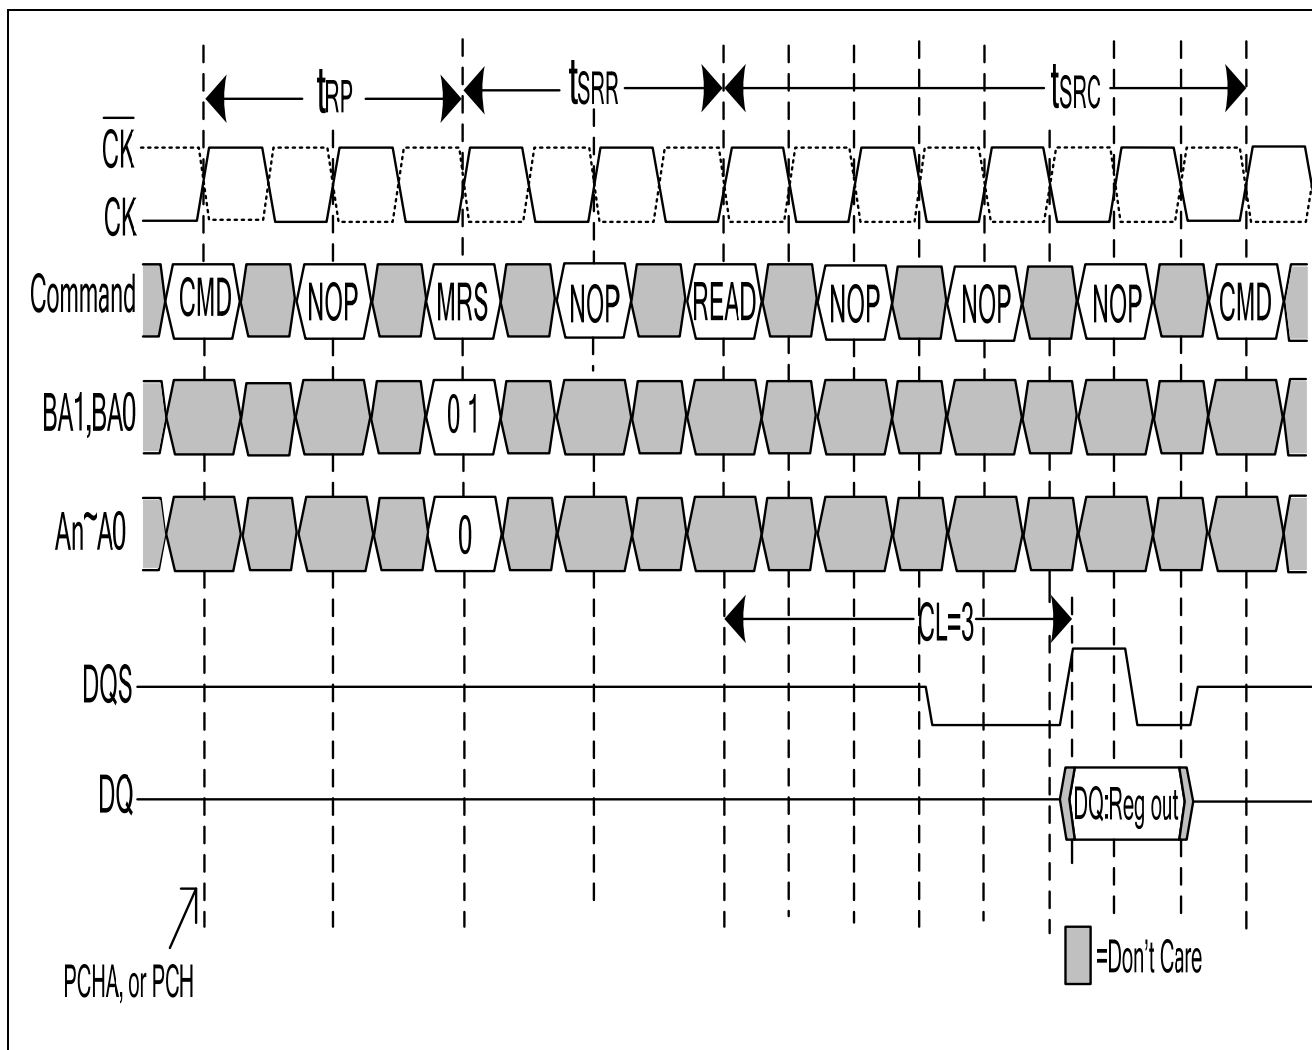 tRP tSRR tSRC
C̅K̅
CK
Command CMD NOP MRS NOP READ NOP NOP NOP CMD
BA1,BA0 0 1
An~A0 0
CL=3
DQS
DQ DQ:Reg out
=Don't Care
PCHA, or PCH